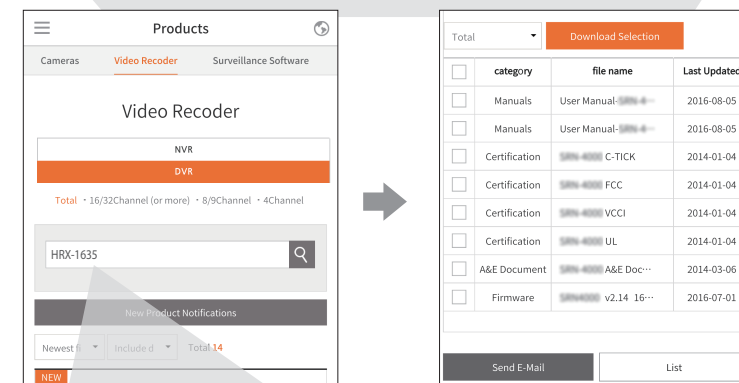 Products
Cameras Video Recoder Surveillance Software
Video Recoder
NVR
DVR
Total • 16/32Channel (or more) • 8/9Channel • 4Channel
HRX-1635
New Product Notifications
Newest fi Include d Total 14
NEW
Total Download Selection
category file name Last Updated
Manuals User Manual- 2016-08-05
Manuals User Manual- 2016-08-05
Certification C-TICK 2014-01-04
Certification FCC 2014-01-04
Certification VCCI 2014-01-04
Certification UL 2014-01-04
A&E Document A&E Doc··· 2014-03-06
Firmware v2.14 16··· 2016-07-01
Send E-Mail List